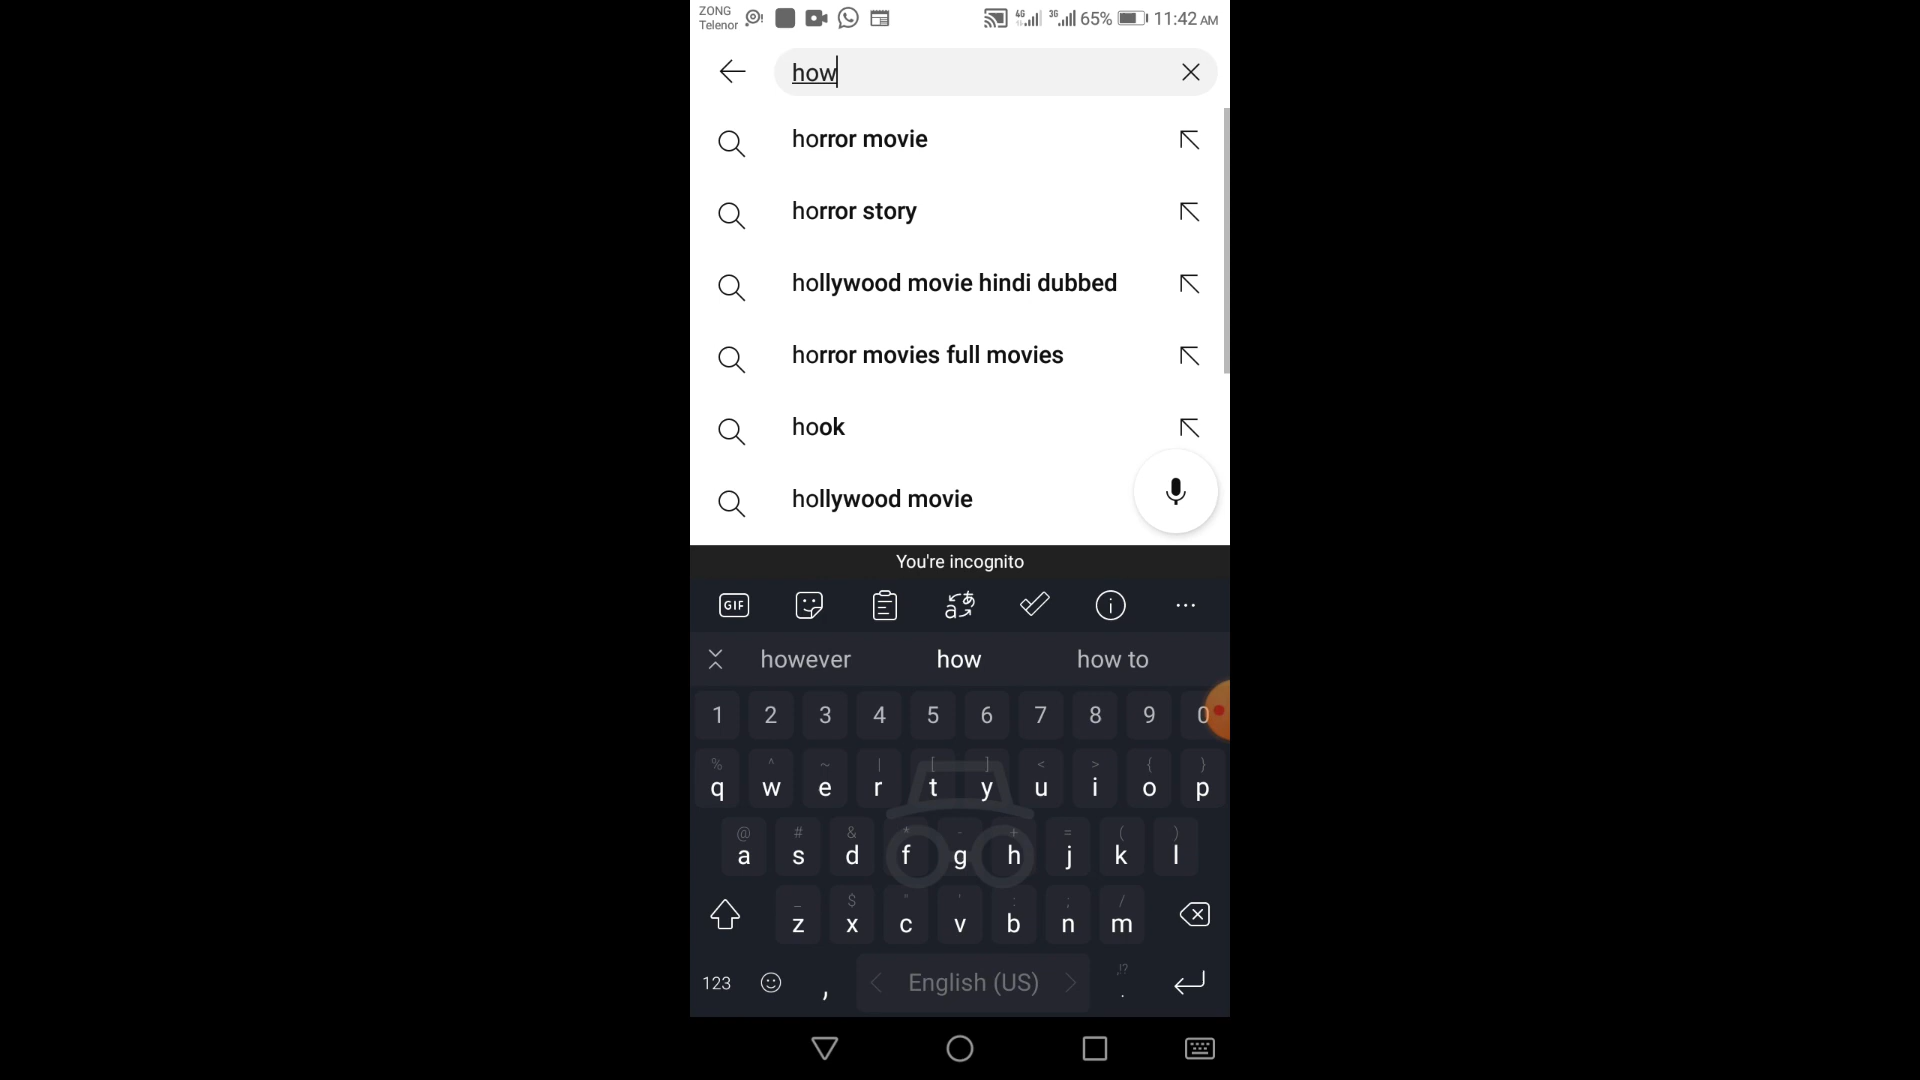 ZONG
Telenor
4G 3G 65% 11:42 AM
how
horror movie
horror story
hollywood movie hindi dubbed
horror movies full movies
hook
hollywood movie
You're incognito
GIF
however how how to
1 2 3 4 5 6 7 8 9 0
% ^ ~ | [ ] < > { }
q w e r t y u i o p
@ # & * - + = ( )
a s d f g h j k l
_ $ " ' : ; /
z x c v b n m
,!?
123 , English (US) .